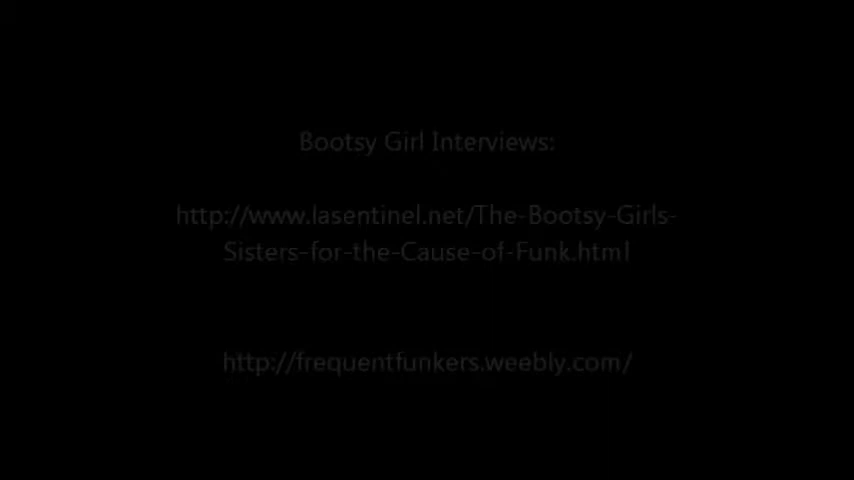 Bootsy Girl Interviews:
http://www.lasentinel.net/The-Bootsy-Girls-
Sisters-for-the-Cause-of-Funk.html
http://frequentfunkers.weebly.com/